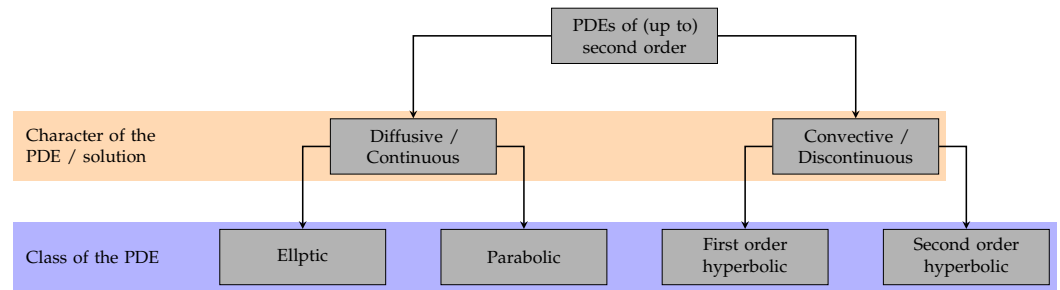 PDEs of (up to)
second order
Character of the
PDE / solution
Diffusive /
Continuous
Convective /
Discontinuous
Class of the PDE
Ellptic
Parabolic
First order
hyperbolic
Second order
hyperbolic